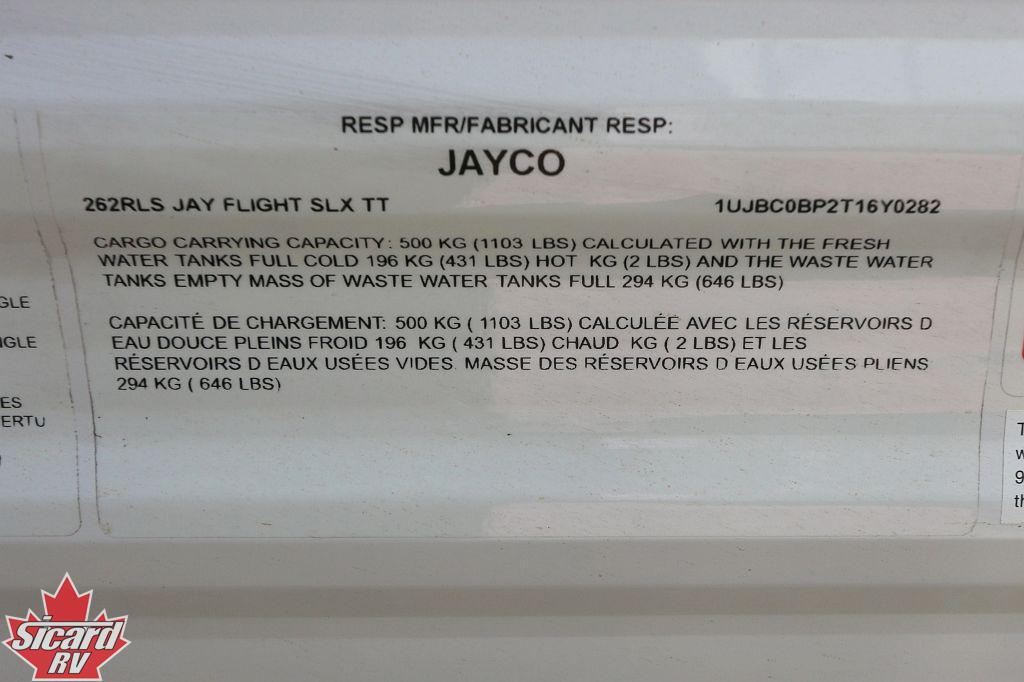 RESP MFR/FABRICANT RESP:
JAYCO
262RLS JAY FLIGHT SLX TT 1UJBC0BP2T16Y0282
CARGO CARRYING CAPACITY: 500 KG (1103 LBS) CALCULATED WITH THE FRESH
WATER TANKS FULL COLD 196 KG (431 LBS) HOT KG (2 LBS) AND THE WASTE WATER
TANKS EMPTY MASS OF WASTE WATER TANKS FULL 294 KG (646 LBS)
CAPACITÉ DE CHARGEMENT: 500 KG ( 1103 LBS) CALCULÉE AVEC LES RÉSERVOIRS D
EAU DOUCE PLEINS FROID 196 KG ( 431 LBS) CHAUD KG ( 2 LBS) ET LES
RÉSERVOIRS D EAUX USÉES VIDES. MASSE DES RÉSERVOIRS D EAUX USÉES PLIENS
294 KG ( 646 LBS)
GLE
NGLE
ES
ERTU
T
w
9
th
Sicard
RV